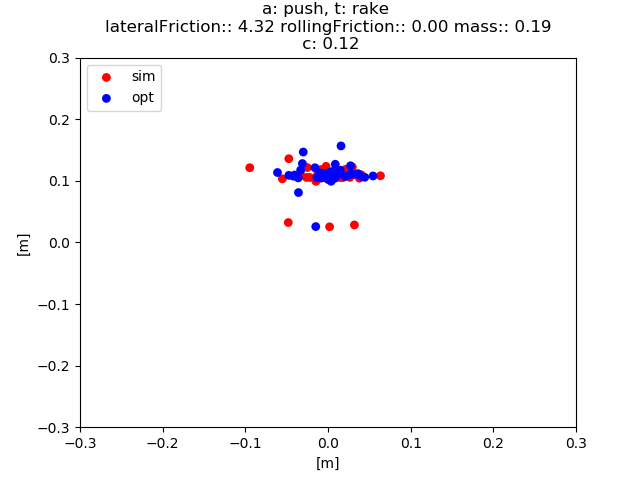 a: push, t: rake
lateralFriction:: 4.32 rollingFriction:: 0.00 mass:: 0.19
c: 0.12
0.3
sim
opt
0.2
0.1
0.0
[m]
−0.1
−0.2
−0.3
−0.3 −0.2 −0.1 0.0 0.1 0.2 0.3
[m]